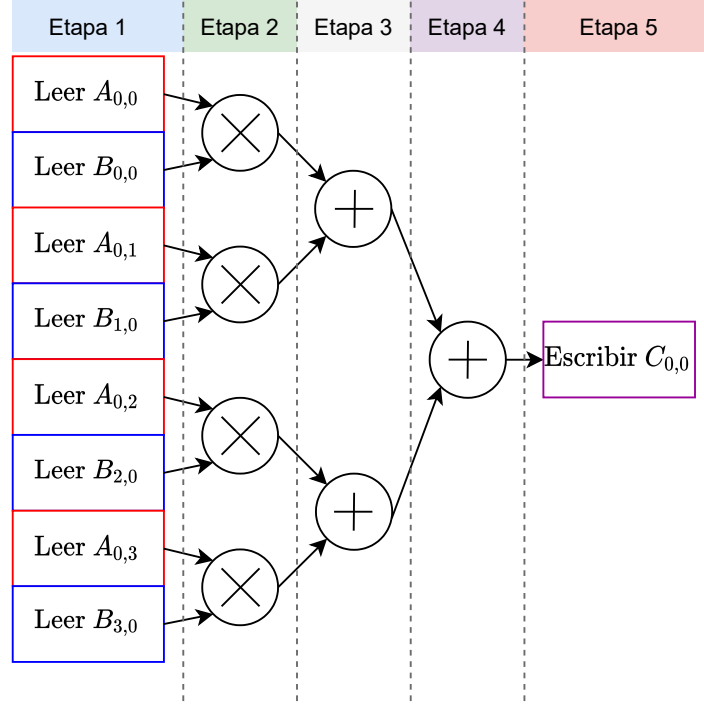 Etapa 1 Etapa 2 Etapa 3 Etapa 4 Etapa 5
Leer A0,0
Leer B0,0
Leer A0,1
Leer B1,0
Leer A0,2
Leer B2,0
Leer A0,3
Leer B3,0
×
×
×
×
+
+
+
Escribir C0,0